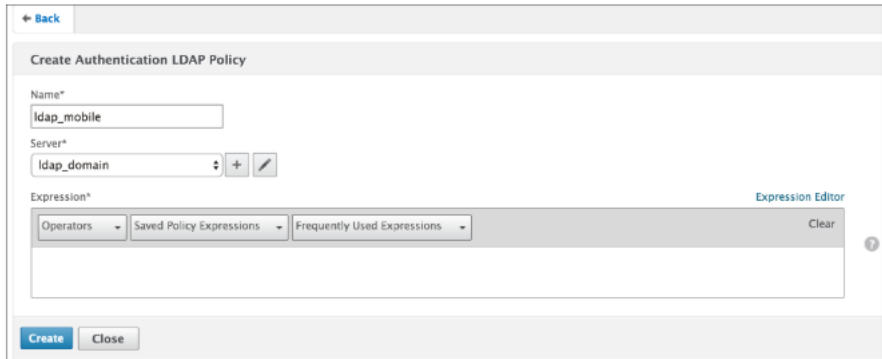 Back
Create Authentication LDAP Policy
Name*
ldap_mobile
Server*
ldap_domain
+
Expression*
Expression Editor
Operators Saved Policy Expressions Frequently Used Expressions Clear
?
Create Close